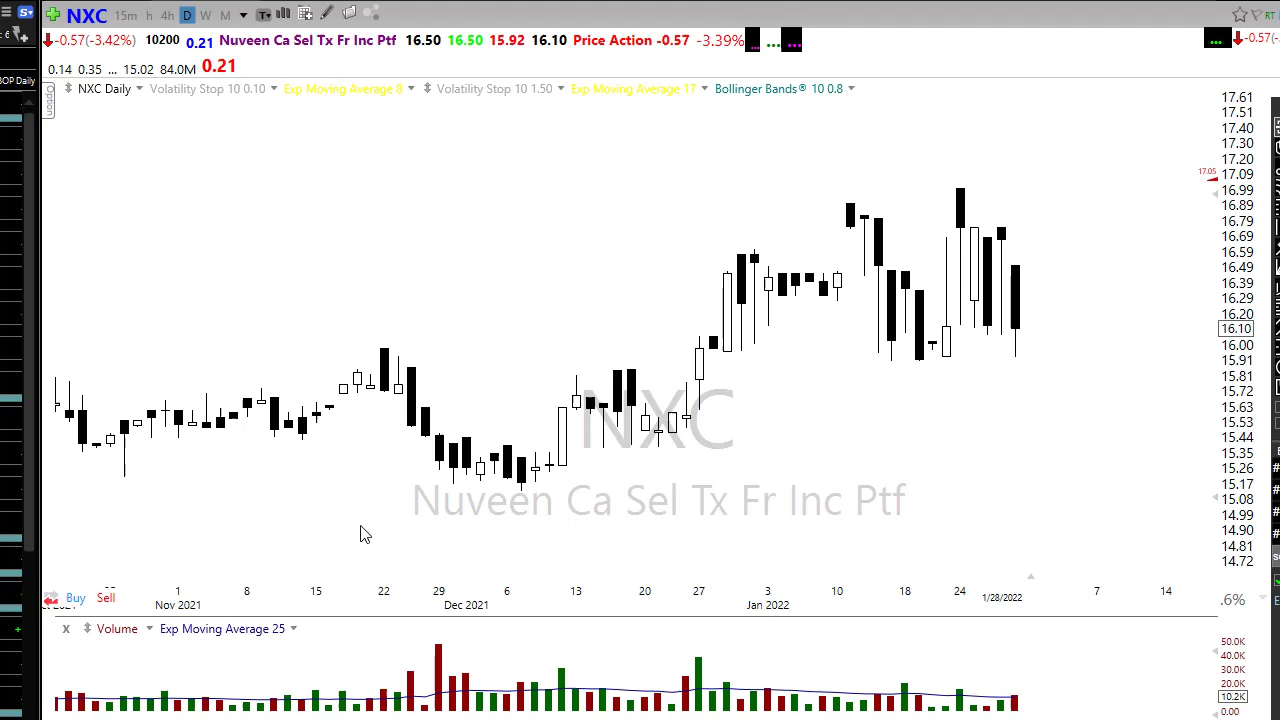 NXC 15m h 4h D W M T RT
-0.57(-3.42%) 10200 0.21 Nuveen Ca Sel Tx Fr Inc Ptf 16.50 16.50 15.92 16.10 Price Action -0.57 -3.39% ... ... ... ... -0.57(-
0.14 0.35 ... 15.02 84.0M 0.21
BOP Daily
Option
NXC Daily Volatility Stop 10 0.10 Exp Moving Average 8 Volatility Stop 10 1.50 Exp Moving Average 17 Bollinger Bands® 10 0.8
17.61
17.51
17.40
17.30
17.20
17.09
17.05
16.99
16.89
16.79
16.69
16.59
16.49
16.39
16.29
16.20
16.10
16.00
15.91
15.81
15.72
15.63
15.53
15.44
15.35
15.26
15.17
15.08
14.99
14.90
14.81
14.72
NXC
Nuveen Ca Sel Tx Fr Inc Ptf
1 8 15 22 29 6 13 20 27 3 10 18 24 1/28/2022 7 14
Nov 2021 Dec 2021 Jan 2022
Buy Sell
.6%
X Volume Exp Moving Average 25
50.0K
40.0K
30.0K
20.0K
10.2K
0.00